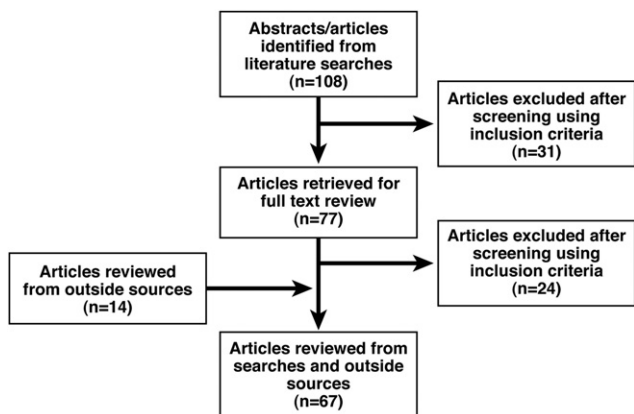 Abstracts/articles
identified from
literature searches
(n=108)
Articles excluded after
screening using
inclusion criteria
(n=31)
Articles retrieved for
full text review
(n=77)
Articles excluded after
screening using
inclusion criteria
(n=24)
Articles reviewed
from outside sources
(n=14)
Articles reviewed from
searches and outside
sources
(n=67)